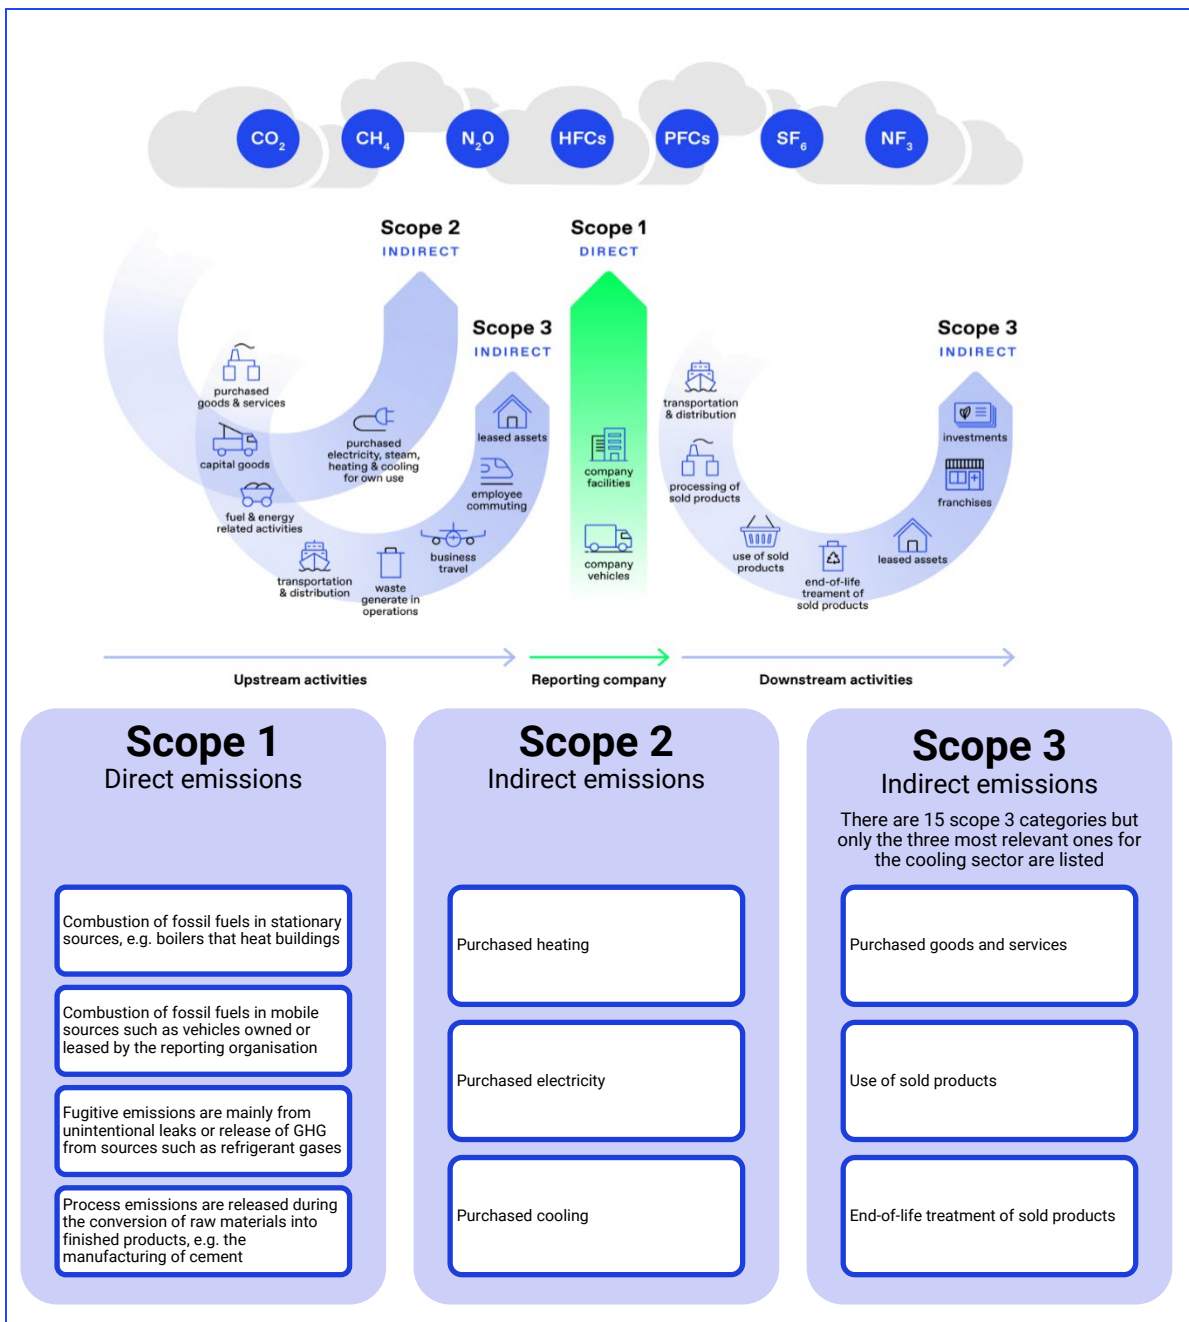 CO2
CH4
N2O
HFCs
PFCs
SF6
NF3
Scope 2
INDIRECT
Scope 1
DIRECT
Scope 3
INDIRECT
Scope 3
INDIRECT
purchased
goods & services
capital goods
fuel & energy
related activities
transportation
& distribution
waste
generate in
operations
business
travel
employee
commuting
leased assets
purchased
electricity, steam,
heating & cooling
for own use
company
facilities
company
vehicles
transportation
& distribution
processing of
sold products
use of sold
products
end-of-life
treament of
sold products
leased assets
franchises
investments
Upstream activities
Reporting company
Downstream activities
Scope 1
Direct emissions
Combustion of fossil fuels in stationary
sources, e.g. boilers that heat buildings
Combustion of fossil fuels in mobile
sources such as vehicles owned or
leased by the reporting organisation
Fugitive emissions are mainly from
unintentional leaks or release of GHG
from sources such as refrigerant gases
Process emissions are released during
the conversion of raw materials into
finished products, e.g. the
manufacturing of cement
Scope 2
Indirect emissions
Purchased heating
Purchased electricity
Purchased cooling
Scope 3
Indirect emissions
There are 15 scope 3 categories but
only the three most relevant ones for
the cooling sector are listed
Purchased goods and services
Use of sold products
End-of-life treatment of sold products